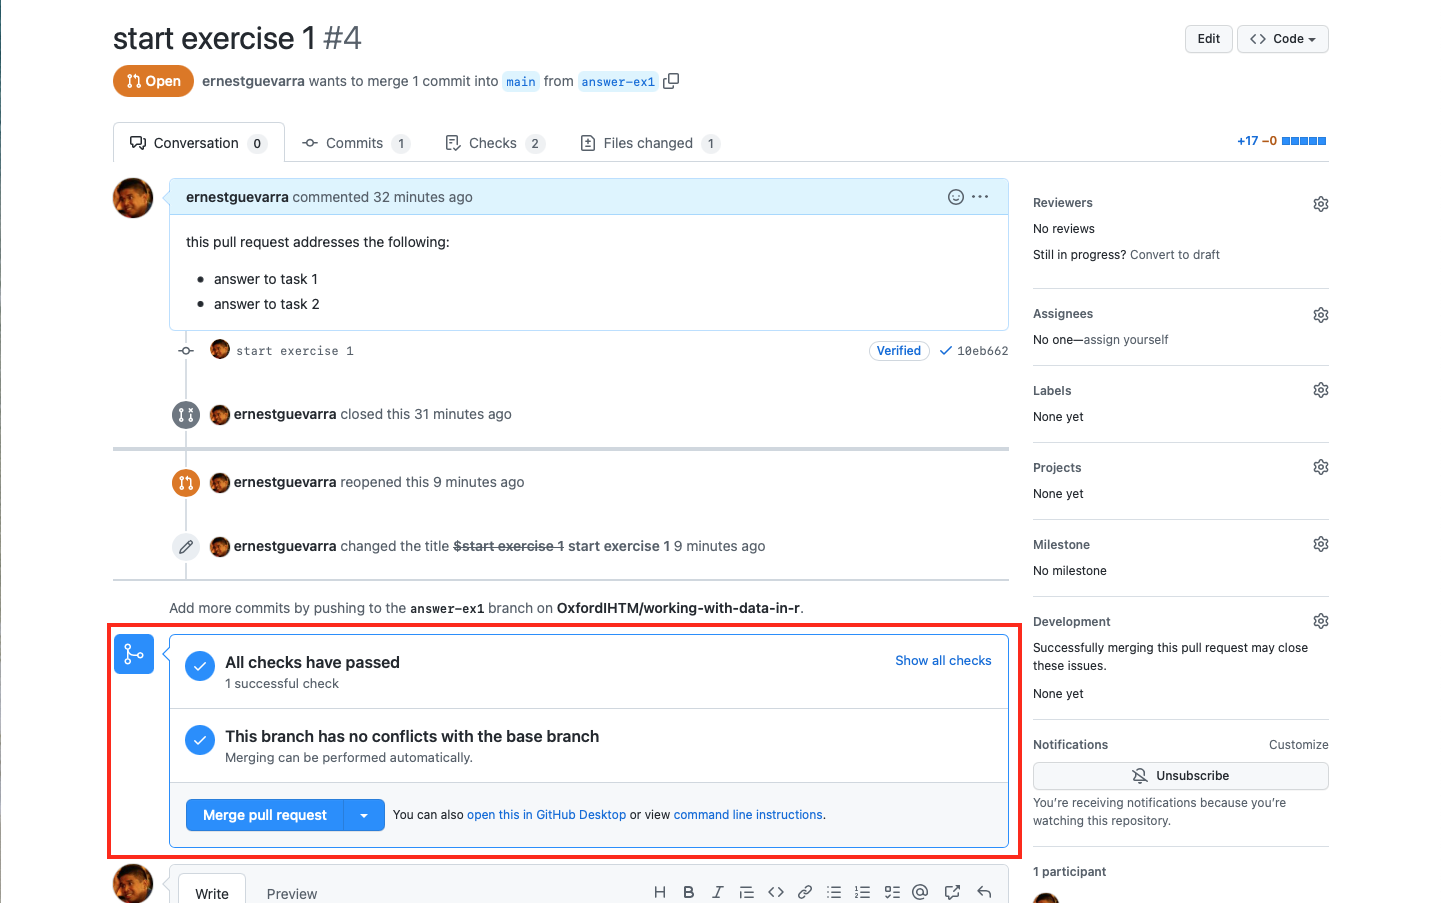 start exercise 1 #4
Edit
Code
Open
ernestguevarra wants to merge 1 commit into main from answer-ex1
Conversation 0
Commits 1
Checks 2
Files changed 1
+17 −0
ernestguevarra commented 32 minutes ago
this pull request addresses the following:
answer to task 1
answer to task 2
start exercise 1
Verified
10eb662
ernestguevarra closed this 31 minutes ago
ernestguevarra reopened this 9 minutes ago
ernestguevarra changed the title $start exercise 1 start exercise 1 9 minutes ago
Add more commits by pushing to the answer-ex1 branch on OxfordIHTM/working-with-data-in-r.
All checks have passed
1 successful check
Show all checks
This branch has no conflicts with the base branch
Merging can be performed automatically.
Merge pull request
You can also open this in GitHub Desktop or view command line instructions.
Write
Preview
Reviewers
No reviews
Still in progress? Convert to draft
Assignees
No one—assign yourself
Labels
None yet
Projects
None yet
Milestone
No milestone
Development
Successfully merging this pull request may close
these issues.
None yet
Notifications
Customize
Unsubscribe
You're receiving notifications because you're
watching this repository.
1 participant